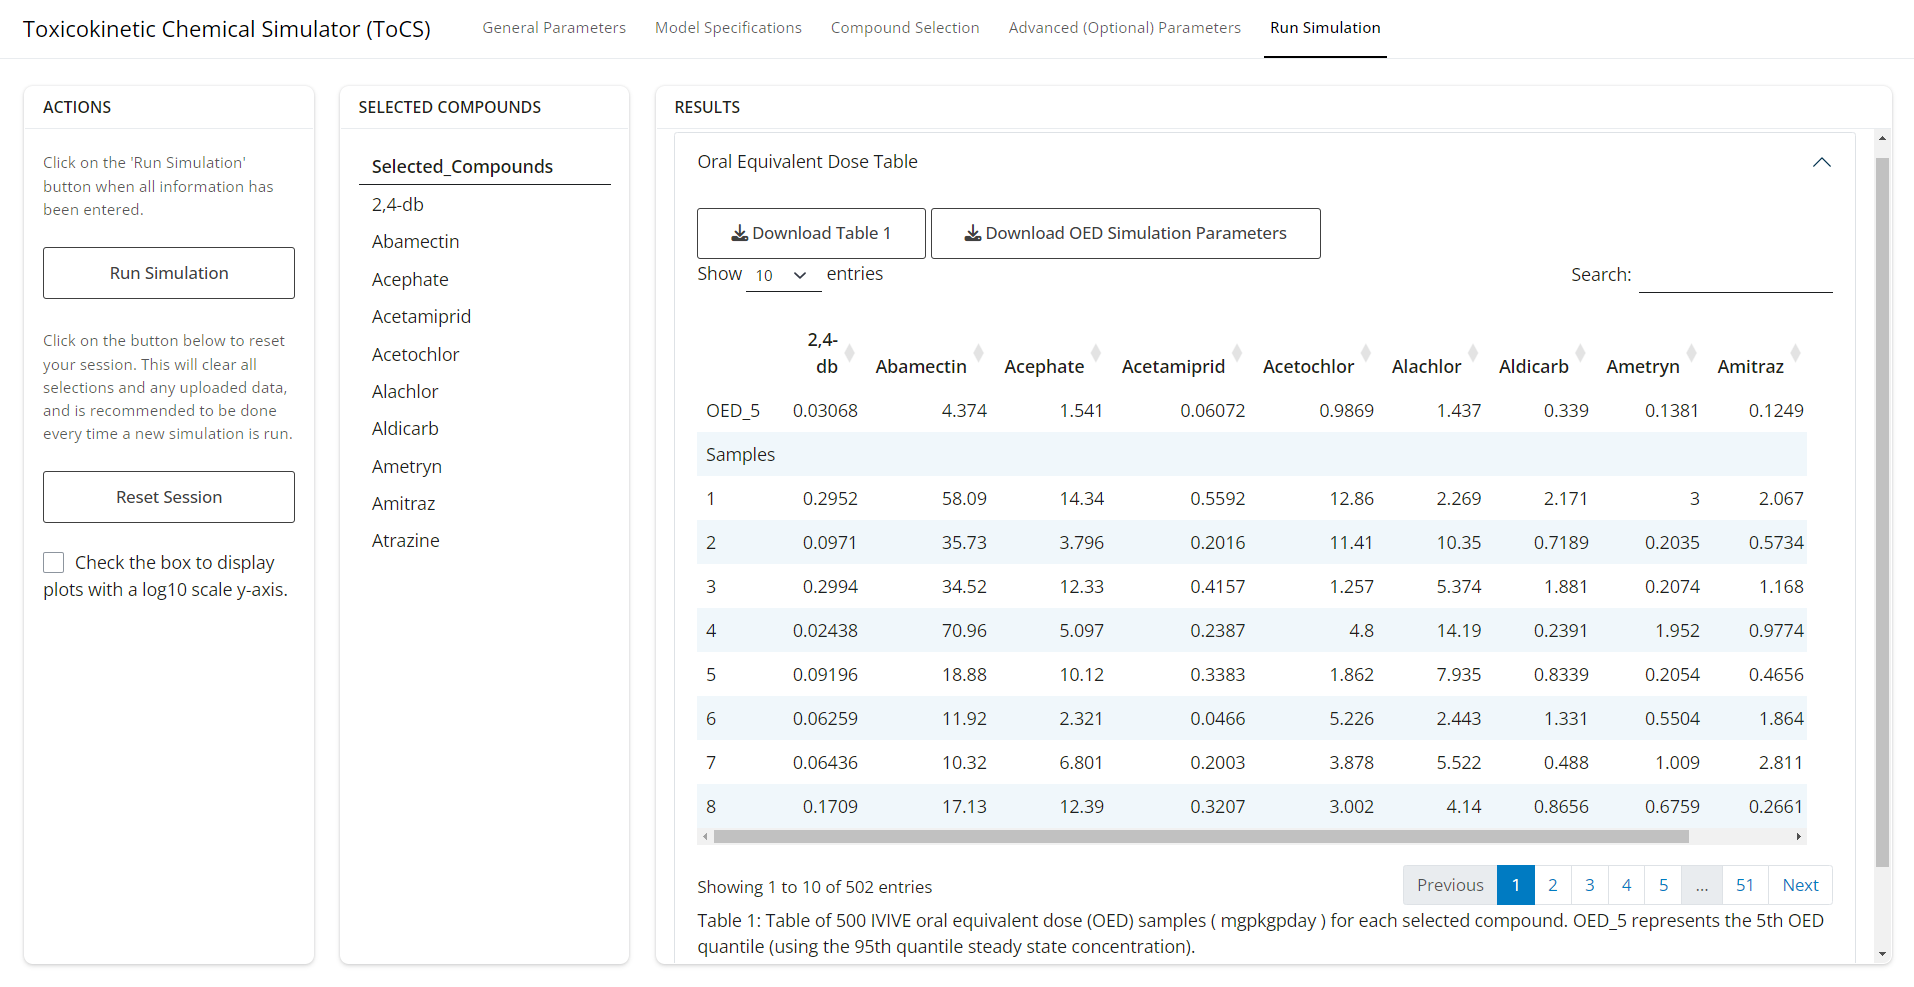 Toxicokinetic Chemical Simulator (ToCS)
General Parameters
Model Specifications
Compound Selection
Advanced (Optional) Parameters
Run Simulation
ACTIONS
Click on the 'Run Simulation'
button when all information has
been entered.
Run Simulation
Click on the button below to reset
your session. This will clear all
selections and any uploaded data,
and is recommended to be done
every time a new simulation is run.
Reset Session
Check the box to display
plots with a log10 scale y-axis.
SELECTED COMPOUNDS
Selected_Compounds
2,4-db
Abamectin
Acephate
Acetamiprid
Acetochlor
Alachlor
Aldicarb
Ametryn
Amitraz
Atrazine
RESULTS
Oral Equivalent Dose Table
Download Table 1
Download OED Simulation Parameters
Show 10 entries
Search:
2,4-
db Abamectin Acephate Acetamiprid Acetochlor Alachlor Aldicarb Ametryn Amitraz
OED_5 0.03068 4.374 1.541 0.06072 0.9869 1.437 0.339 0.1381 0.1249
Samples
1 0.2952 58.09 14.34 0.5592 12.86 2.269 2.171 3 2.067
2 0.0971 35.73 3.796 0.2016 11.41 10.35 0.7189 0.2035 0.5734
3 0.2994 34.52 12.33 0.4157 1.257 5.374 1.881 0.2074 1.168
4 0.02438 70.96 5.097 0.2387 4.8 14.19 0.2391 1.952 0.9774
5 0.09196 18.88 10.12 0.3383 1.862 7.935 0.8339 0.2054 0.4656
6 0.06259 11.92 2.321 0.0466 5.226 2.443 1.331 0.5504 1.864
7 0.06436 10.32 6.801 0.2003 3.878 5.522 0.488 1.009 2.811
8 0.1709 17.13 12.39 0.3207 3.002 4.14 0.8656 0.6759 0.2661
Showing 1 to 10 of 502 entries
Previous 1 2 3 4 5 ... 51 Next
Table 1: Table of 500 IVIVE oral equivalent dose (OED) samples ( mgpkgpday ) for each selected compound. OED_5 represents the 5th OED
quantile (using the 95th quantile steady state concentration).